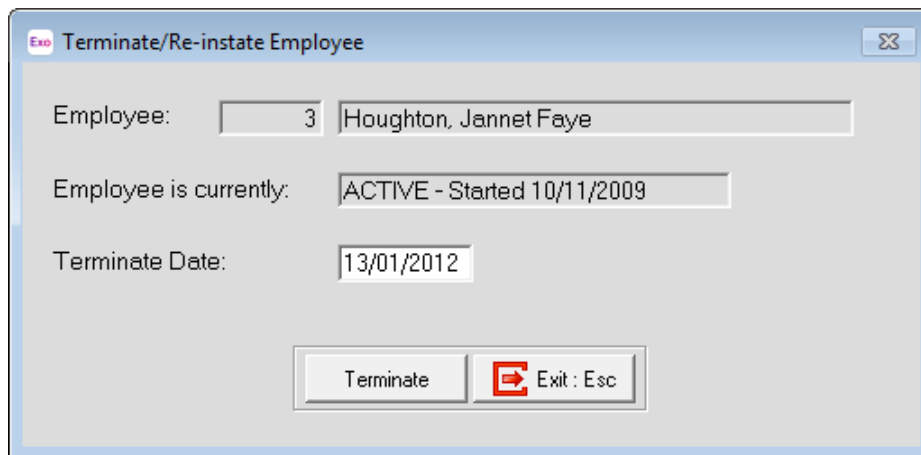 Exo Terminate/Re-instate Employee
Employee: 3 Houghton, Jannet Faye
Employee is currently: ACTIVE - Started 10/11/2009
Terminate Date: 13/01/2012
Terminate Exit : Esc